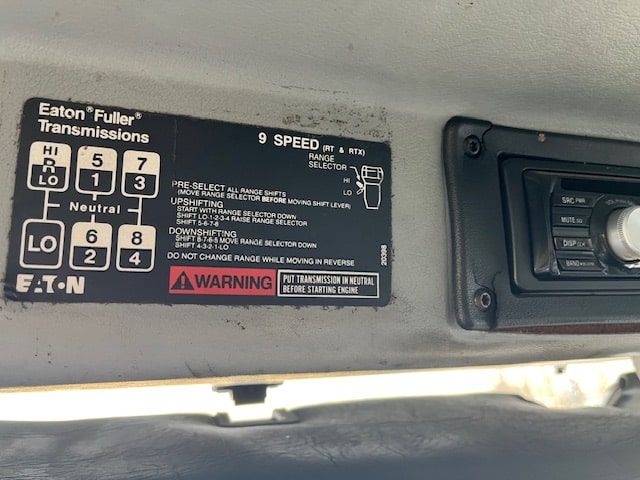 Eaton® Fuller®
Transmissions
HI
R
LO
5
1
7
3
Neutral
LO
6
2
8
4
EATON
9 SPEED (RT & RTX)
RANGE
SELECTOR
HI
LO
PRE-SELECT ALL RANGE SHIFTS
(MOVE RANGE SELECTOR BEFORE MOVING SHIFT LEVER)
UPSHIFTING
START WITH RANGE SELECTOR DOWN
SHIFT LO-1-2-3-4 RAISE RANGE SELECTOR
SHIFT 5-6-7-8
DOWNSHIFTING
SHIFT 8-7-6-5 MOVE RANGE SELECTOR DOWN
SHIFT 4-3-2-1-LO
DO NOT CHANGE RANGE WHILE MOVING IN REVERSE
20398
WARNING
PUT TRANSMISSION IN NEUTRAL
BEFORE STARTING ENGINE
SRC PWR
MUTE
DISP
BAND